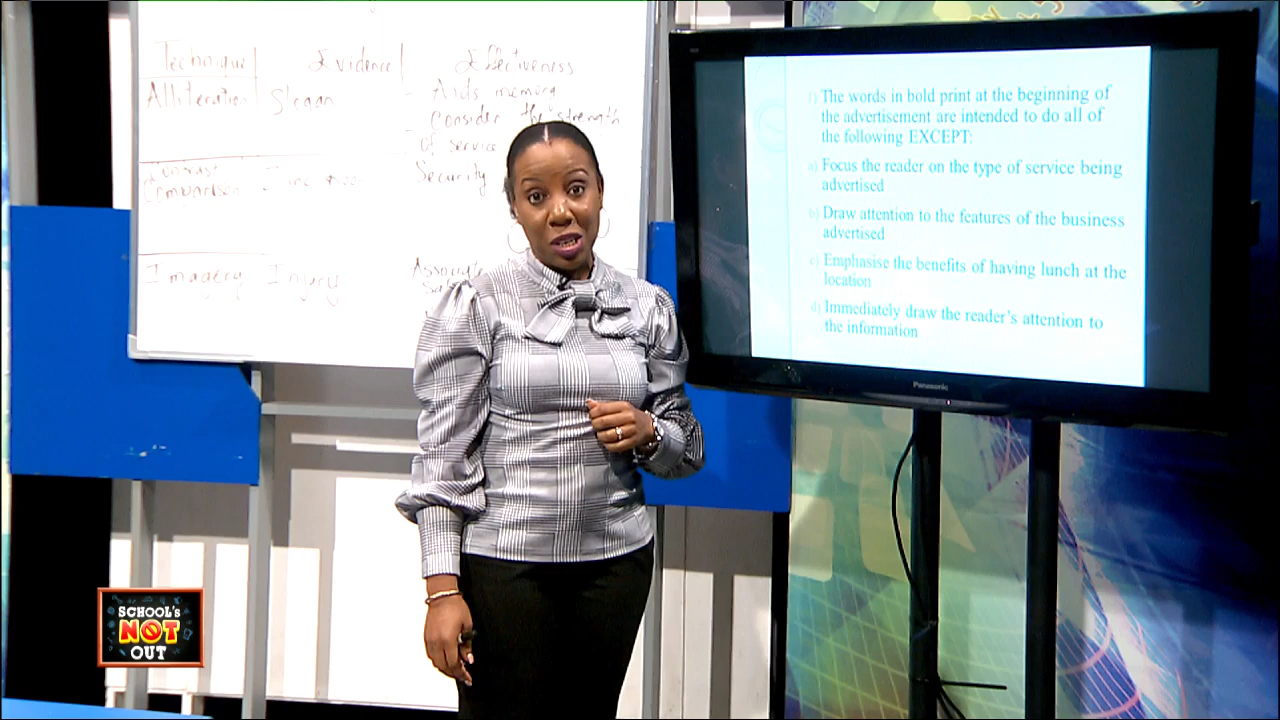 Technique Evidence Effectiveness
Alliteration Slogan - Aids memory
- Consider the strength
of service
Comparison Security
Imagery Injury Associate
1) The words in bold print at the beginning of
the advertisement are intended to do all of
the following EXCEPT:
a) Focus the reader on the type of service being
advertised
b) Draw attention to the features of the business
advertised
c) Emphasise the benefits of having lunch at the
location
d) Immediately draw the reader's attention to
the information
Panasonic
SCHOOL'S
NOT
OUT